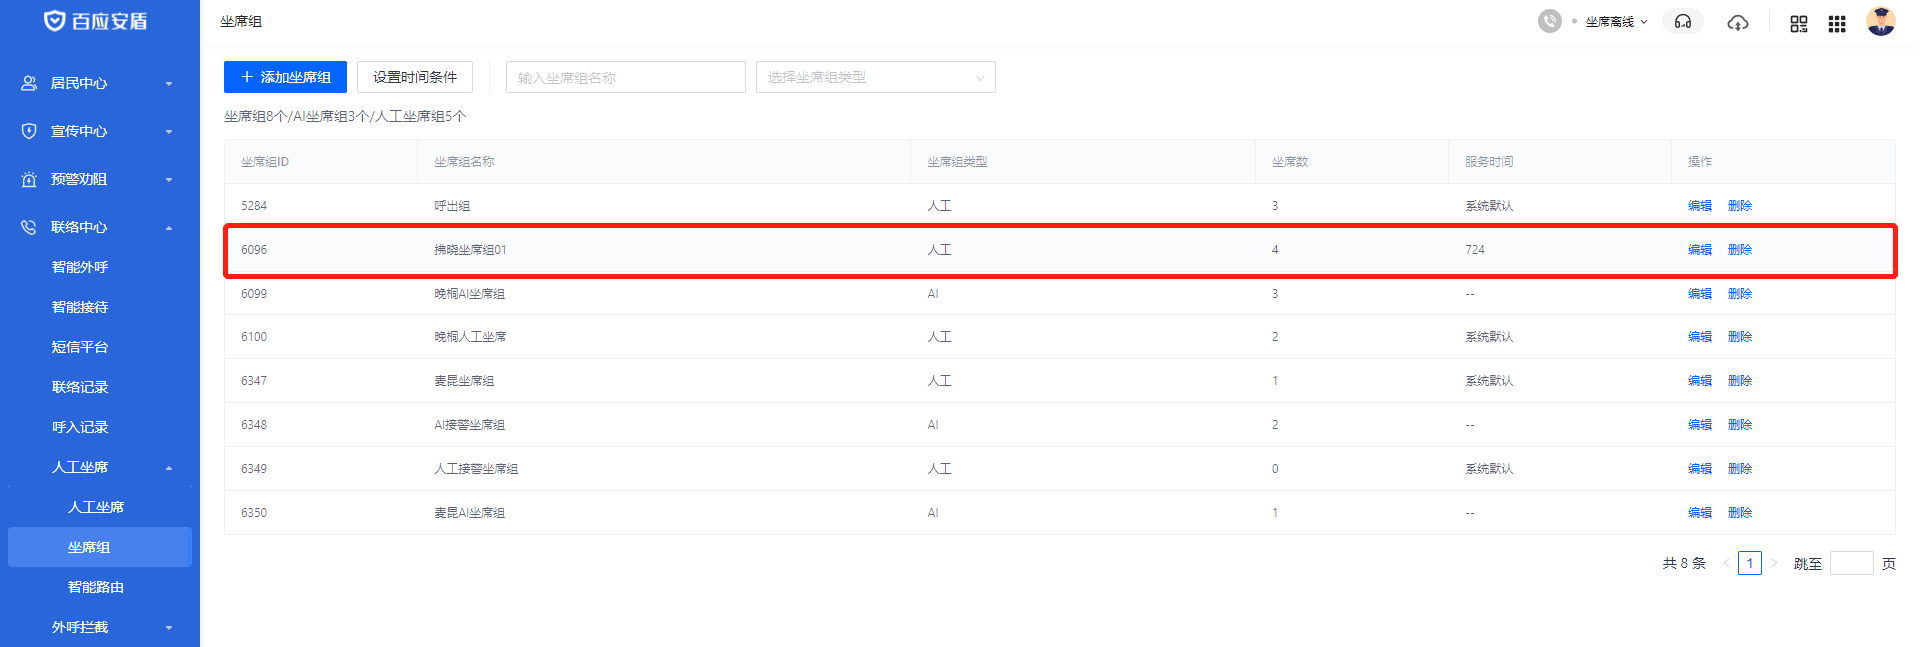 百应安盾
坐席组
坐席离线
居民中心
宣传中心
预警劝阻
联络中心
智能外呼
智能接待
短信平台
联络记录
呼入记录
人工坐席
人工坐席
坐席组
智能路由
外呼拦截
+ 添加坐席组 设置时间条件 输入坐席组名称 选择坐席组类型
坐席组8个/AI坐席组3个/人工坐席组5个
坐席组ID 坐席组名称 坐席组类型 坐席数 服务时间 操作
5284 呼出组 人工 3 系统默认 编辑 删除
6096 拂晓坐席组01 人工 4 724 编辑 删除
6099 晚桐AI坐席组 AI 3 -- 编辑 删除
6100 晚桐人工坐席 人工 2 系统默认 编辑 删除
6347 麦昆坐席组 人工 1 系统默认 编辑 删除
6348 AI接警坐席组 AI 2 -- 编辑 删除
6349 人工接警坐席组 人工 0 系统默认 编辑 删除
6350 麦昆AI坐席组 AI 1 -- 编辑 删除
共 8 条 < 1 > 跳至 页